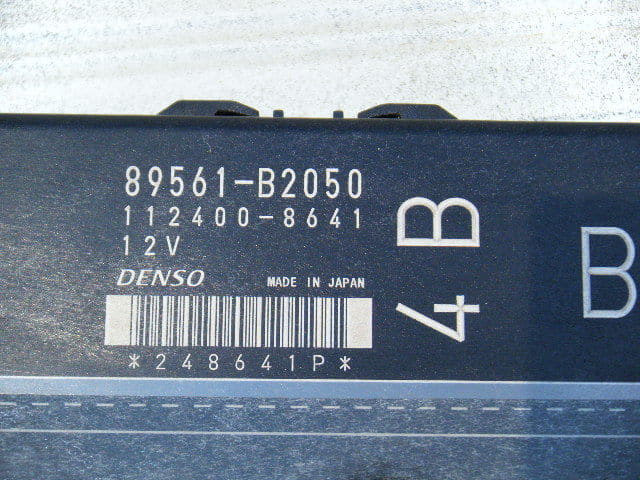 89561-B2050
112400-8641
12V
DENSO MADE IN JAPAN
*248641P*
4B
B